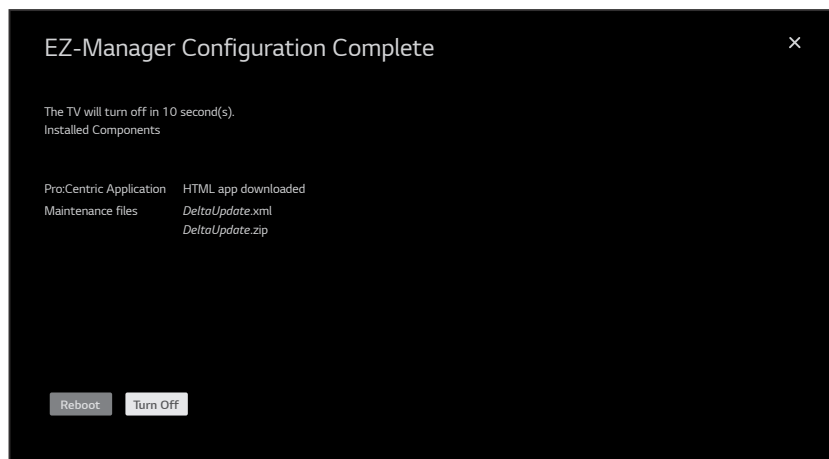 EZ-Manager Configuration Complete
The TV will turn off in 10 second(s).
Installed Components
Pro:Centric Application HTML app downloaded
Maintenance files DeltaUpdate.xml
DeltaUpdate.zip
Reboot Turn Off